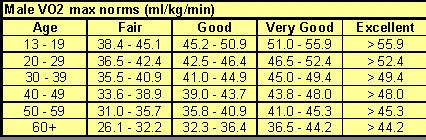 Male VO2 max norms (ml/kg/min)
Age Fair Good Very Good Excellent
13 - 19 38.4 - 45.1 45.2 - 50.9 51.0 - 55.9 > 55.9
20 - 29 36.5 - 42.4 42.5 - 46.4 46.5 - 52.4 > 52.4
30 - 39 35.5 - 40.9 41.0 - 44.9 45.0 - 49.4 > 49.4
40 - 49 33.6 - 38.9 39.0 - 43.7 43.8 - 48.0 > 48.0
50 - 59 31.0 - 35.7 35.8 - 40.9 41.0 - 45.3 > 45.3
60+ 26.1 - 32.2 32.3 - 36.4 36.5 - 44.2 > 44.2